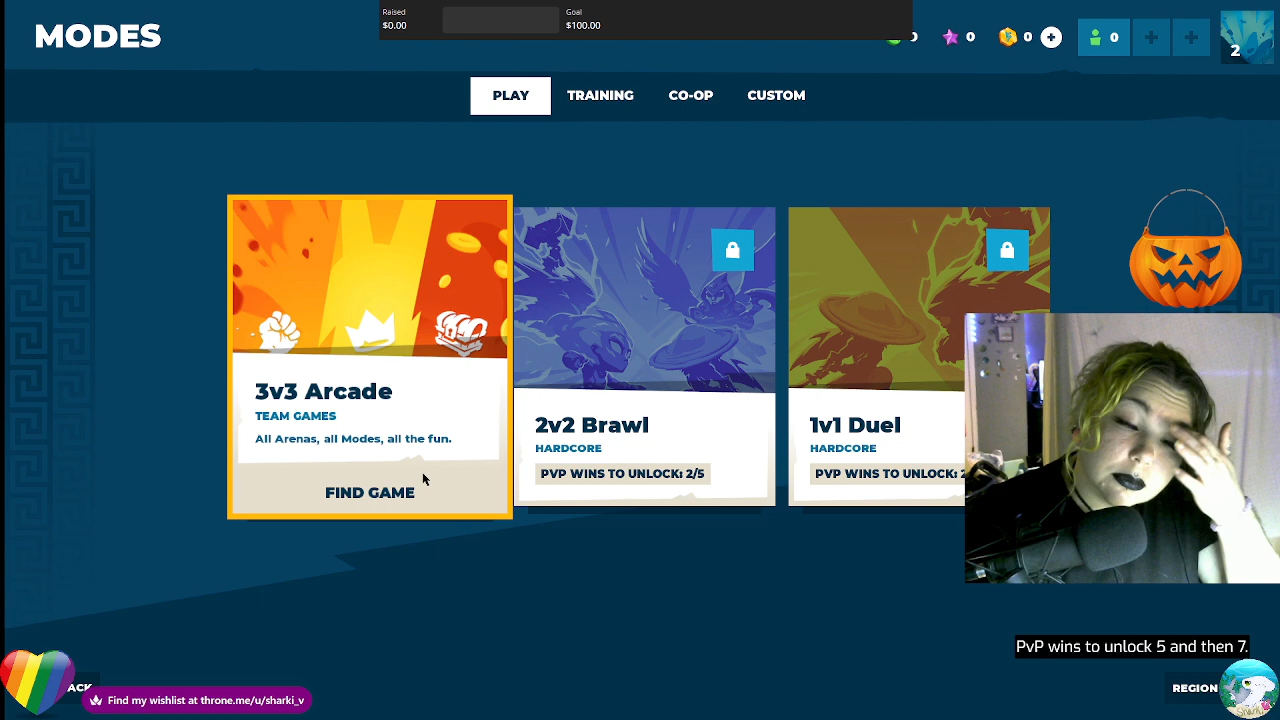 MODES
Raised
$0.00
Goal
$100.00
0
0
0
2
PLAY
TRAINING
CO-OP
CUSTOM
3v3 Arcade
TEAM GAMES
All Arenas, all Modes, all the fun.
FIND GAME
2v2 Brawl
HARDCORE
PVP WINS TO UNLOCK: 2/5
1v1 Duel
HARDCORE
PVP WINS TO UNLOCK: 2
PvP wins to unlock 5 and then 7.
ACK
Find my wishlist at throne.me/u/sharki_v
REGION